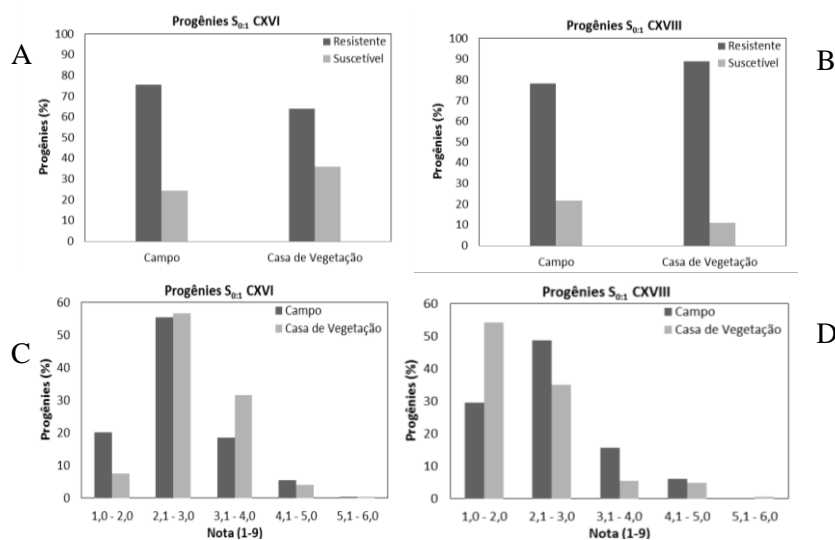 A
Progênies S0:1 CXVI
Progênies (%)
100
90
80
70
60
50
40
30
20
10
0
Resistente
Suscetível
Campo
Casa de Vegetação
B
Progênies S0:1 CXVIII
Progênies (%)
100
90
80
70
60
50
40
30
20
10
0
Resistente
Suscetível
Campo
Casa de Vegetação
C
Progênies S0:1 CXVI
Progênies (%)
60
50
40
30
20
10
0
Campo
Casa de Vegetação
1,0 - 2,0
2,1 - 3,0
3,1 - 4,0
4,1 - 5,0
5,1 - 6,0
Nota (1-9)
D
Progênies S0:1 CXVIII
Progênies (%)
60
50
40
30
20
10
0
Campo
Casa de Vegetação
1,0 - 2,0
2,1 - 3,0
3,1 - 4,0
4,1 - 5,0
5,1 - 6,0
Nota (1-9)